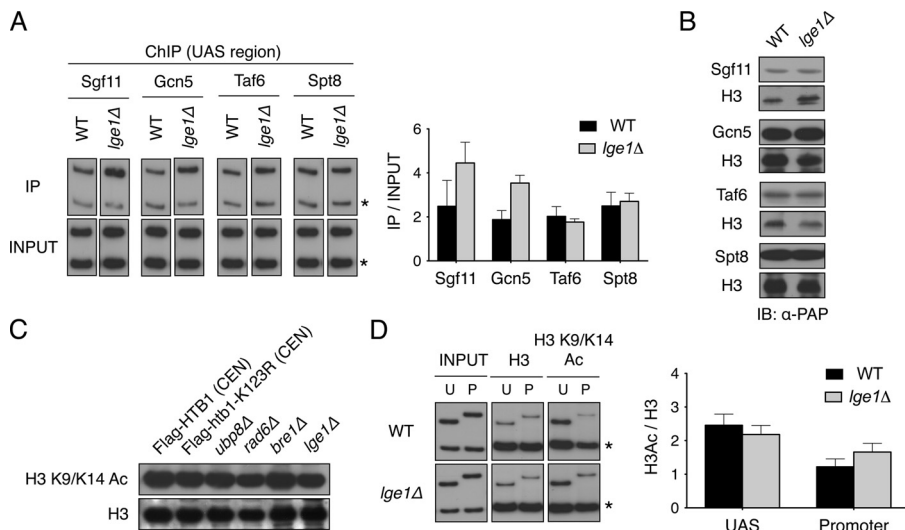 A
ChIP (UAS region)
Sgf11 Gcn5 Taf6 Spt8
WT lge1Δ WT lge1Δ WT lge1Δ WT lge1Δ
IP
*
INPUT
*
IP / INPUT
6
4
2
0
WT
lge1Δ
Sgf11 Gcn5 Taf6 Spt8
B
WT lge1Δ
Sgf11
H3
Gcn5
H3
Taf6
H3
Spt8
H3
IB: α-PAP
C
Flag-HTB1 (CEN)
Flag-htb1-K123R (CEN)
ubp8Δ
rad6Δ
bre1Δ
lge1Δ
H3 K9/K14 Ac
H3
D
H3 K9/K14
INPUT H3 Ac
U P U P U P
WT
*
lge1Δ
*
H3Ac / H3
4
3
2
1
0
WT
lge1Δ
UAS Promoter